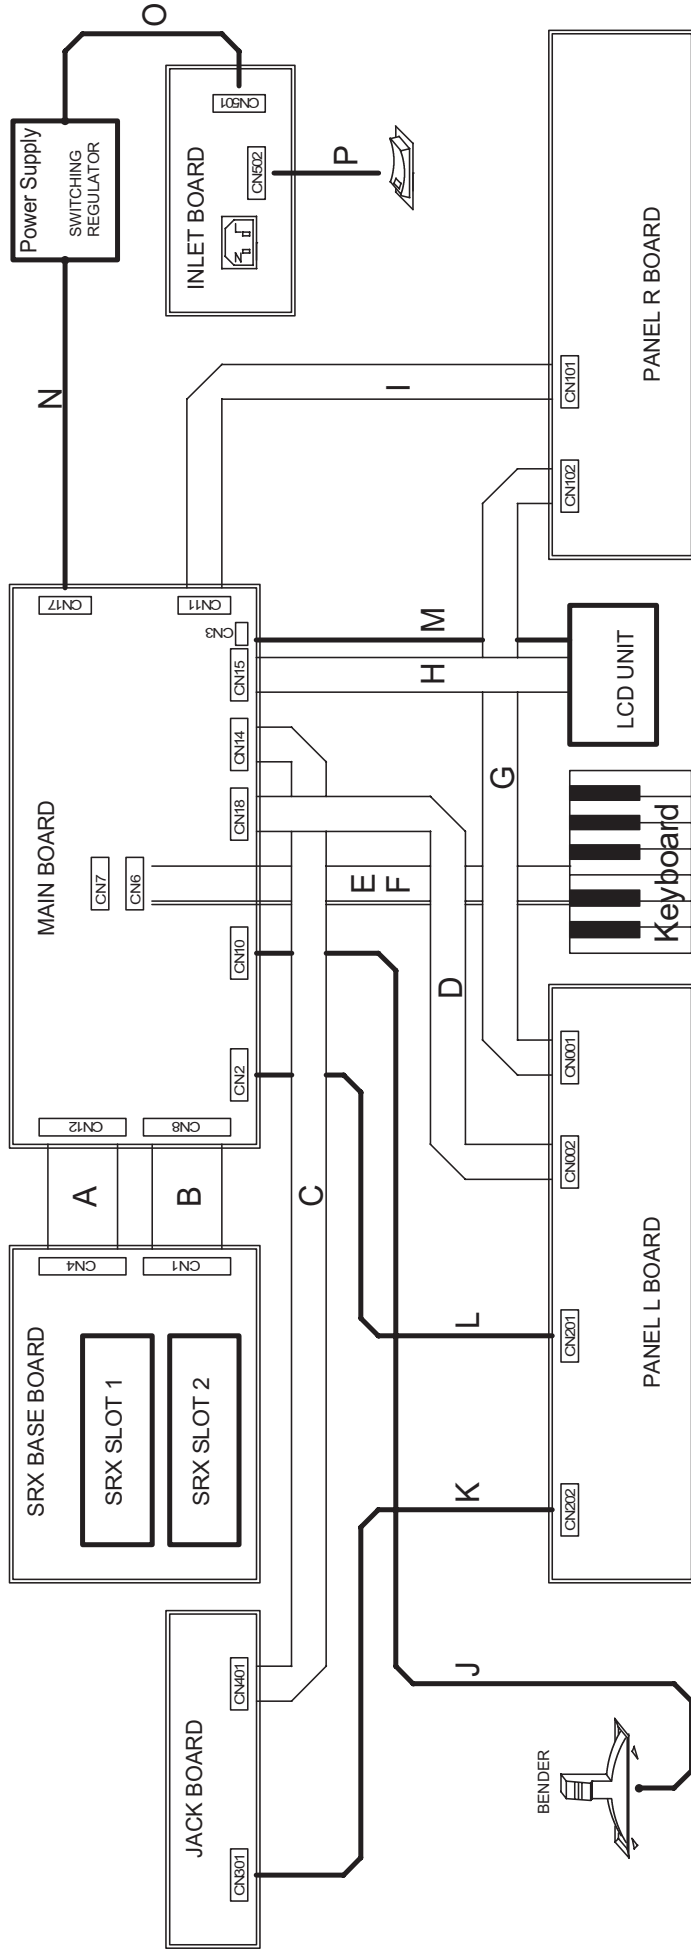 JACK BOARD
CN301
CN401
SRX BASE BOARD
SRX SLOT 1
SRX SLOT 2
CN4
CN1
A
B
MAIN BOARD
CN12
CN8
CN7
CN6
CN17
CN11
CN3
CN2
CN10
CN18
CN14
CN15
N
Power Supply
SWITCHING
REGULATOR
O
INLET BOARD
CN501
CN502
N
L
P
C
E
F
H
M
I
D
G
J
K
L
BENDER
PANEL L BOARD
CN202
CN201
CN002
CN001
Keyboard
LCD UNIT
PANEL R BOARD
CN102
CN101